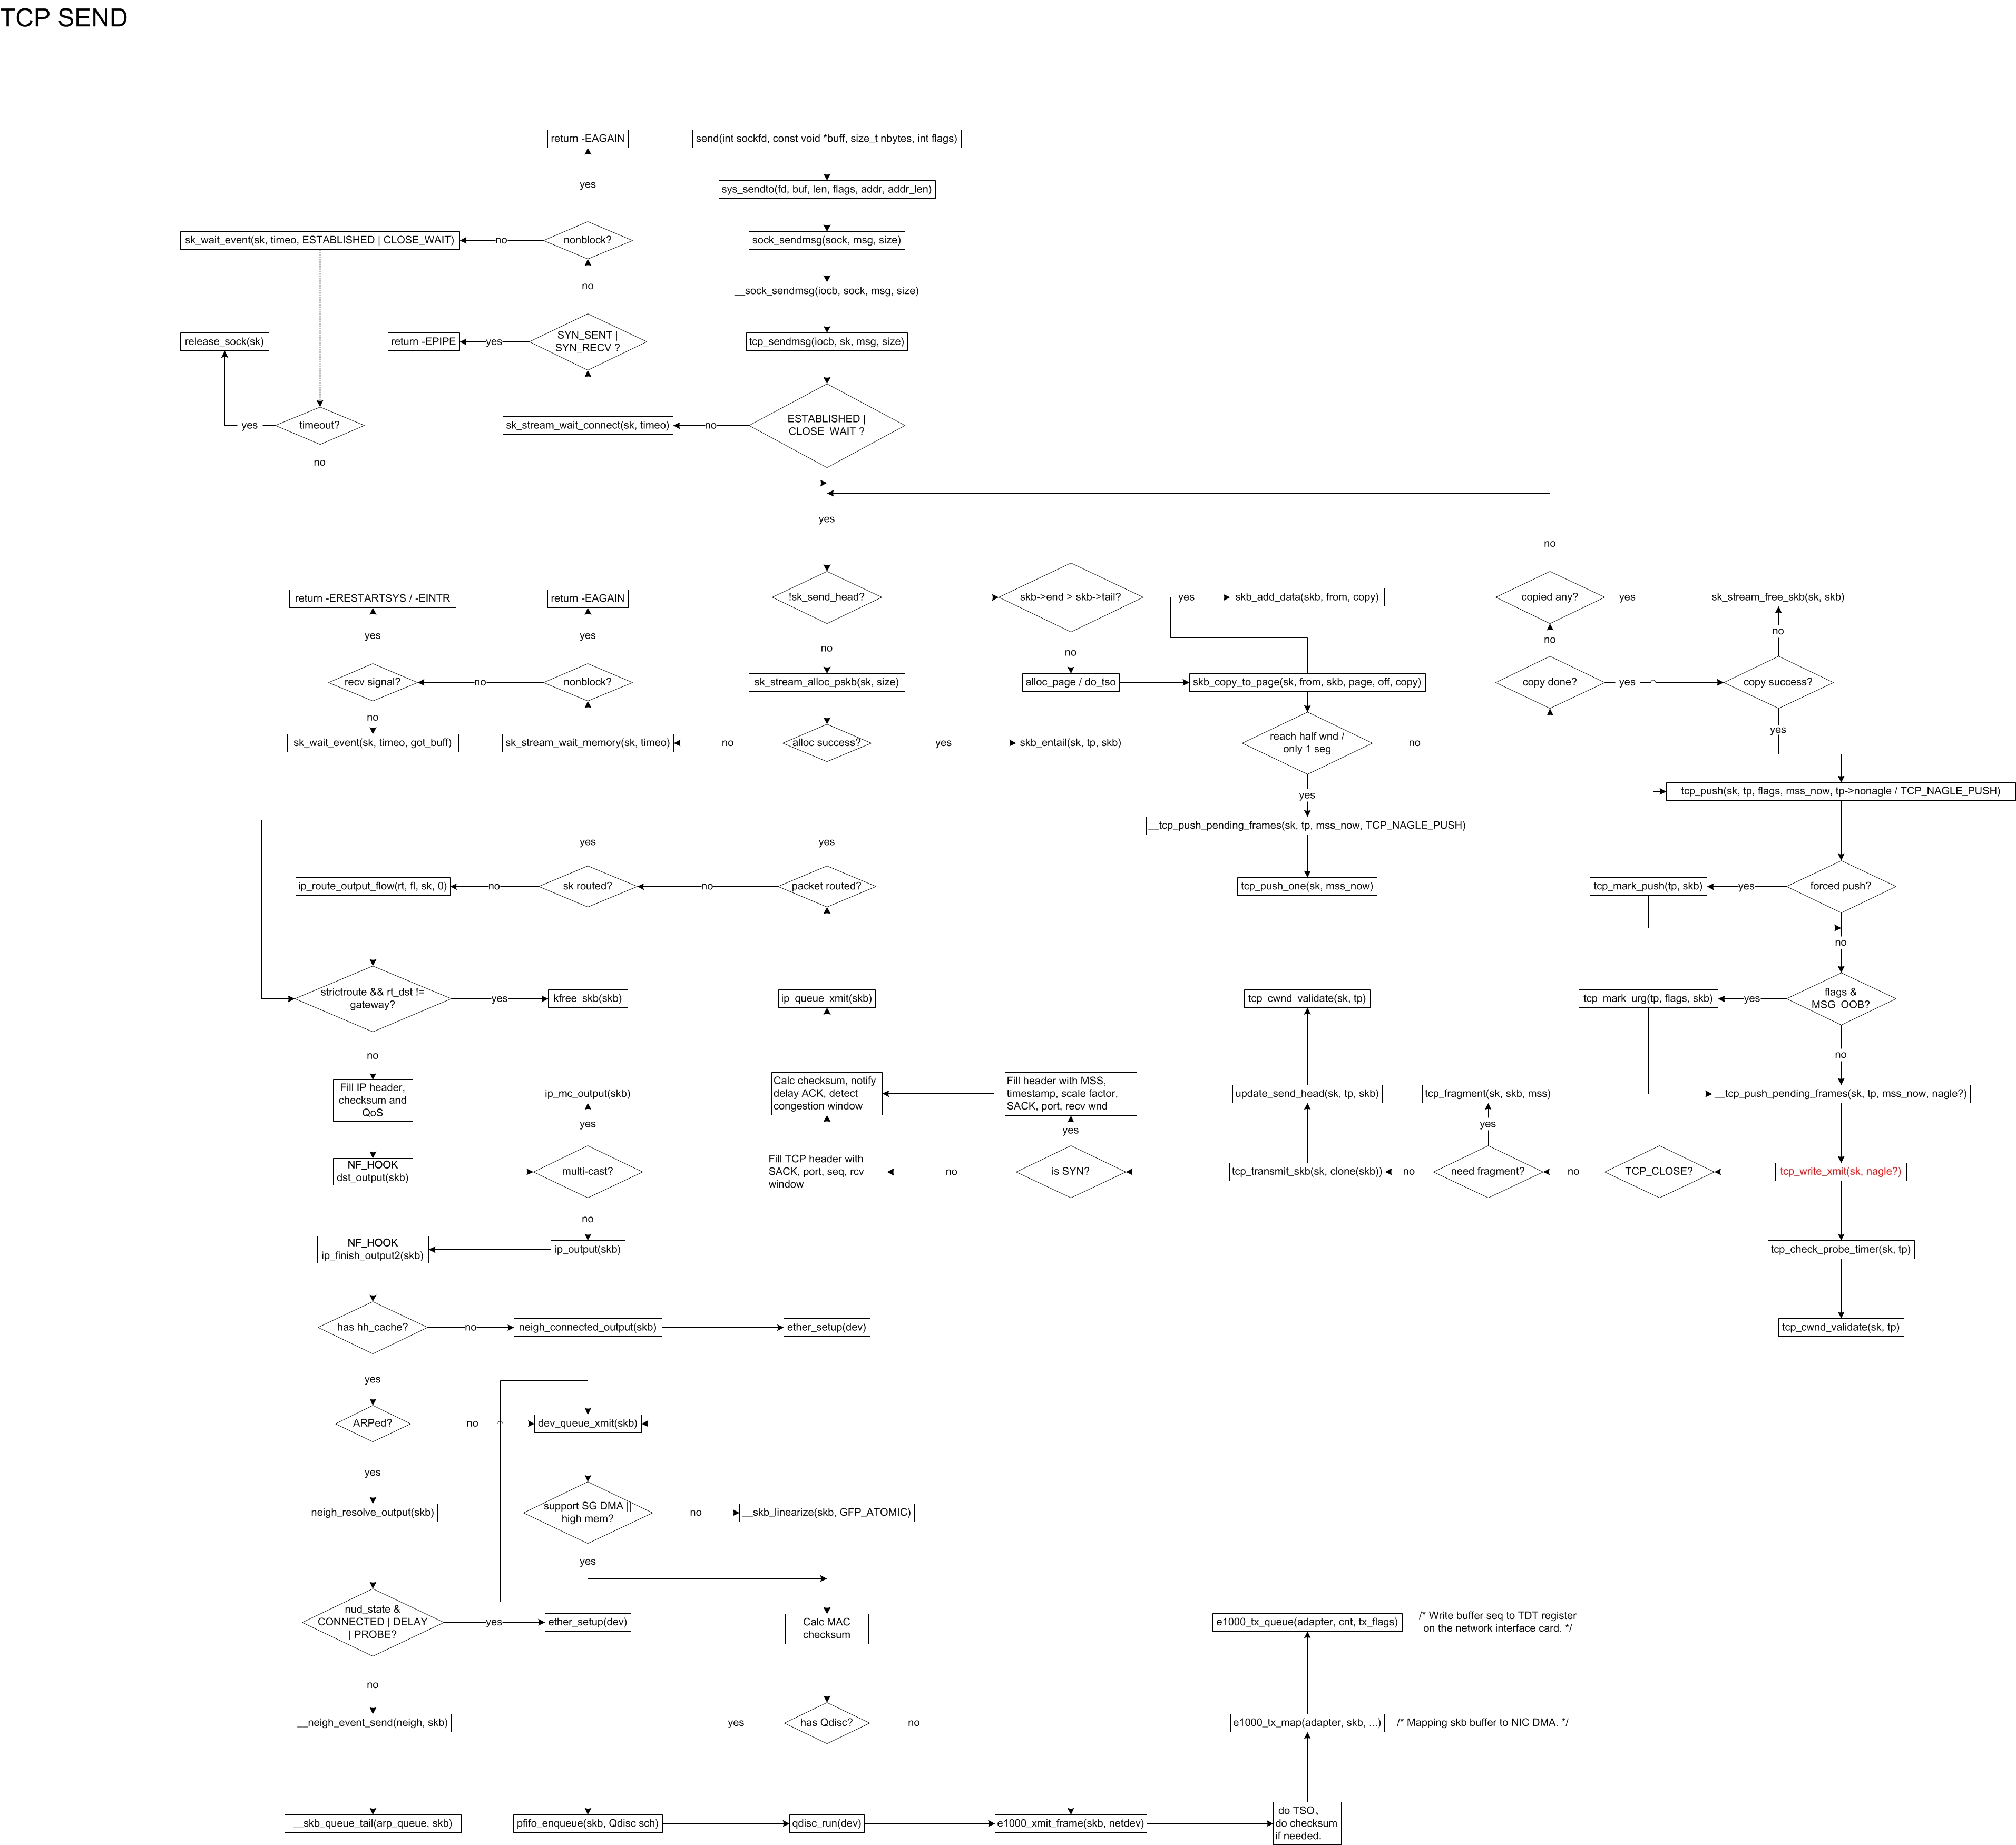 TCP SEND
return -EAGAIN
send(int sockfd, const void *buff, size_t nbytes, int flags)
yes
sys_sendto(fd, buf, len, flags, addr, addr_len)
sk_wait_event(sk, timeo, ESTABLISHED | CLOSE_WAIT)
no
nonblock?
sock_sendmsg(sock, msg, size)
no
__sock_sendmsg(iocb, sock, msg, size)
release_sock(sk)
return -EPIPE
yes
SYN_SENT |
SYN_RECV ?
tcp_sendmsg(iocb, sk, msg, size)
yes
timeout?
sk_stream_wait_connect(sk, timeo)
no
ESTABLISHED |
CLOSE_WAIT ?
no
yes
no
return -ERESTARTSYS / -EINTR
return -EAGAIN
!sk_send_head?
skb->end > skb->tail?
yes
skb_add_data(skb, from, copy)
copied any?
yes
sk_stream_free_skb(sk, skb)
yes
yes
no
no
no
no
recv signal?
no
nonblock?
sk_stream_alloc_pskb(sk, size)
alloc_page / do_tso
skb_copy_to_page(sk, from, skb, page, off, copy)
copy done?
yes
copy success?
no
yes
sk_wait_event(sk, timeo, got_buff)
sk_stream_wait_memory(sk, timeo)
no
alloc success?
yes
skb_entail(sk, tp, skb)
reach half wnd /
only 1 seg
no
yes
tcp_push(sk, tp, flags, mss_now, tp->nonagle / TCP_NAGLE_PUSH)
__tcp_push_pending_frames(sk, tp, mss_now, TCP_NAGLE_PUSH)
yes
yes
ip_route_output_flow(rt, fl, sk, 0)
no
sk routed?
no
packet routed?
tcp_push_one(sk, mss_now)
tcp_mark_push(tp, skb)
yes
forced push?
no
strictroute && rt_dst !=
gateway?
yes
kfree_skb(skb)
ip_queue_xmit(skb)
tcp_cwnd_validate(sk, tp)
tcp_mark_urg(tp, flags, skb)
yes
flags &
MSG_OOB?
no
no
Fill IP header,
checksum and
QoS
ip_mc_output(skb)
Calc checksum, notify
delay ACK, detect
congestion window
Fill header with MSS,
timestamp, scale factor,
SACK, port, recv wnd
update_send_head(sk, tp, skb)
tcp_fragment(sk, skb, mss)
__tcp_push_pending_frames(sk, tp, mss_now, nagle?)
yes
yes
yes
NF_HOOK
dst_output(skb)
multi-cast?
Fill TCP header with
SACK, port, seq, rcv
window
no
is SYN?
tcp_transmit_skb(sk, clone(skb))
no
need fragment?
no
TCP_CLOSE?
tcp_write_xmit(sk, nagle?)
no
NF_HOOK
ip_finish_output2(skb)
ip_output(skb)
tcp_check_probe_timer(sk, tp)
has hh_cache?
no
neigh_connected_output(skb)
ether_setup(dev)
tcp_cwnd_validate(sk, tp)
yes
ARPed?
no
dev_queue_xmit(skb)
yes
neigh_resolve_output(skb)
support SG DMA ||
high mem?
no
__skb_linearize(skb, GFP_ATOMIC)
yes
nud_state &
CONNECTED | DELAY
| PROBE?
yes
ether_setup(dev)
Calc MAC
checksum
e1000_tx_queue(adapter, cnt, tx_flags)
/* Write buffer seq to TDT register
on the network interface card. */
no
__neigh_event_send(neigh, skb)
yes
has Qdisc?
no
e1000_tx_map(adapter, skb, ...)
/* Mapping skb buffer to NIC DMA. */
__skb_queue_tail(arp_queue, skb)
pfifo_enqueue(skb, Qdisc sch)
qdisc_run(dev)
e1000_xmit_frame(skb, netdev)
do TSO、
do checksum
if needed.